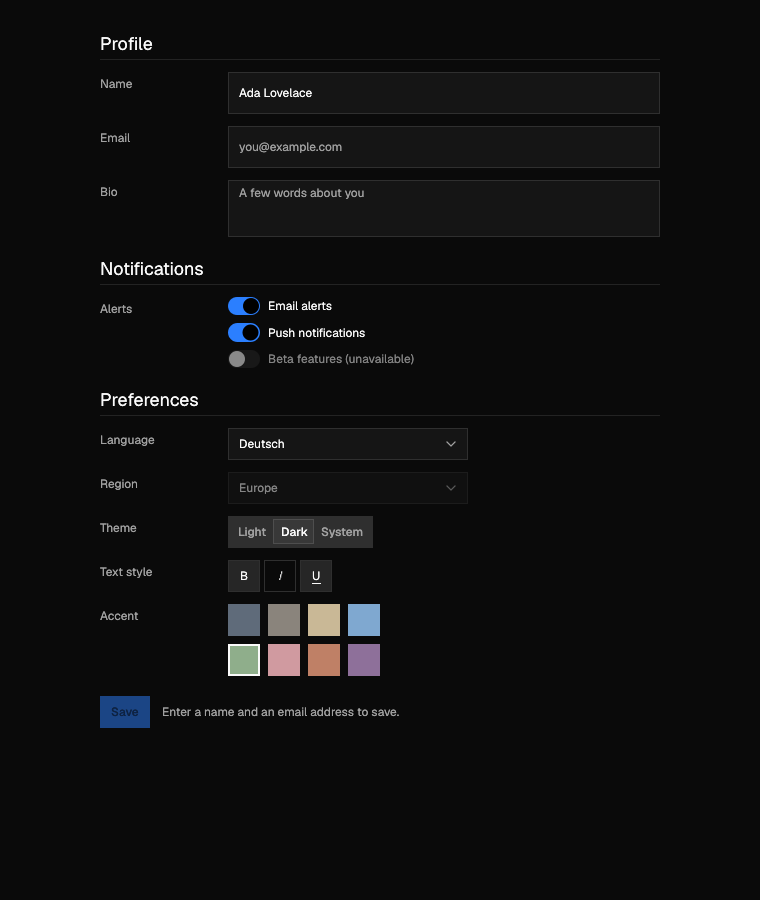 Profile
Name
Ada Lovelace
Email
you@example.com
Bio
A few words about you
Notifications
Alerts
Email alerts
Push notifications
Beta features (unavailable)
Preferences
Language
Deutsch
Region
Europe
Theme
Light Dark System
Text style
B I U
Accent
Save
Enter a name and an email address to save.